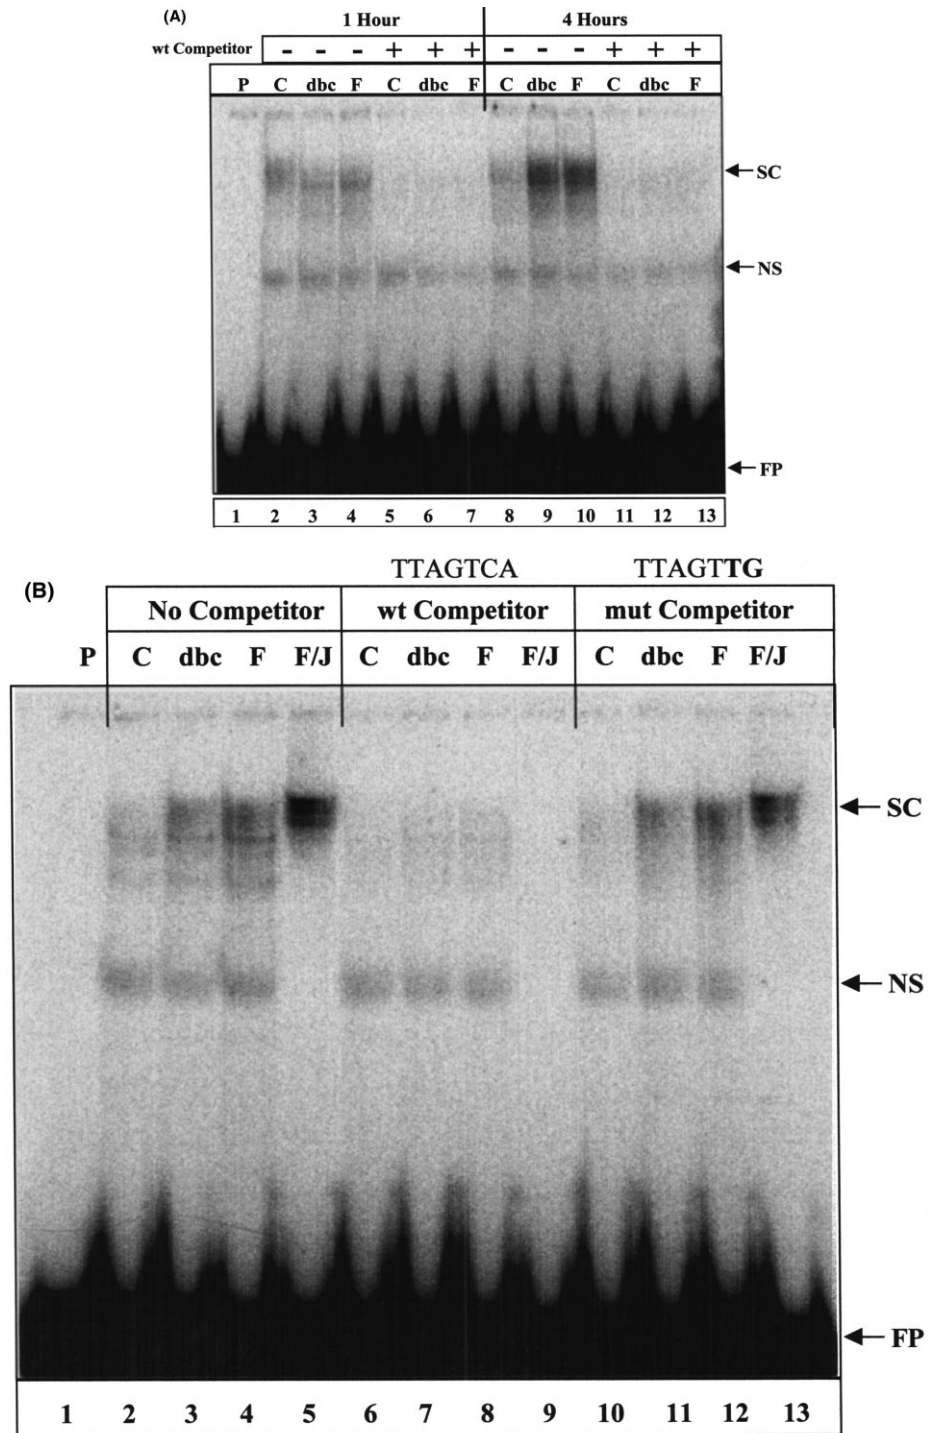 (A)
1 Hour 4 Hours
wt Competitor - - - + + + - - - + + +
P C dbc F C dbc F C dbc F C dbc F
SC
NS
FP
1 2 3 4 5 6 7 8 9 10 11 12 13
TTAGTCA TTAGTTG
(B)
No Competitor wt Competitor mut Competitor
P C dbc F F/J C dbc F F/J C dbc F F/J
SC
NS
FP
1 2 3 4 5 6 7 8 9 10 11 12 13